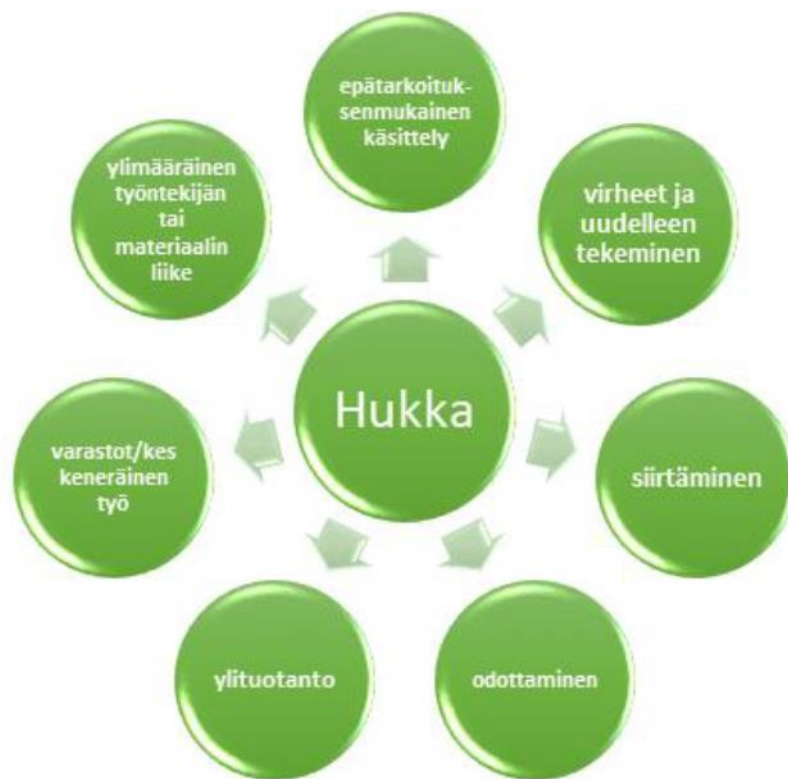 epätarkoituk-
senmukainen
käsittely
virheet ja
uudelleen
tekeminen
siirtäminen
odottaminen
ylituotanto
varastot/kes
keneräinen
työ
ylimääräinen
työntekijän
tai
materiaalin
liike
Hukka